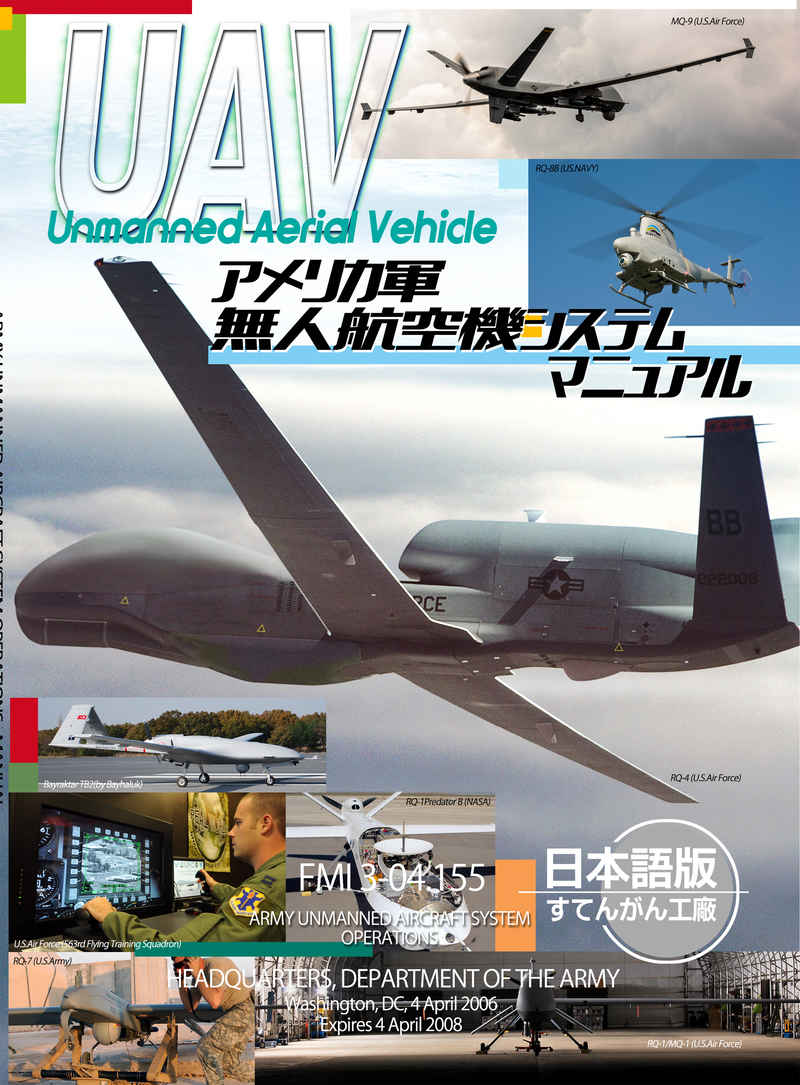 UAV
MQ-9 (U.S.Air Force)
RQ-8B (US.NAVY)
Unmanned Aerial Vehicle
アメリカ軍
無人航空機システム
マニュアル
BB
RCE
Bayraktar TB2(by Bayhaluk)
RQ-4 (U.S.Air Force)
RQ-1Predator B (NASA)
日本語版
すてんがん工廠
FMI 3-04.155
ARMY UNMANNED AIRCRAFT SYSTEM
OPERATIONS
U.S.Air Force (563rd Flying Training Squadron)
RQ-7 (U.S.Army)
HEADQUARTERS, DEPARTMENT OF THE ARMY
Washington, DC, 4 April 2006
Expires 4 April 2008
RQ-1/MQ-1 (U.S.Air Force)